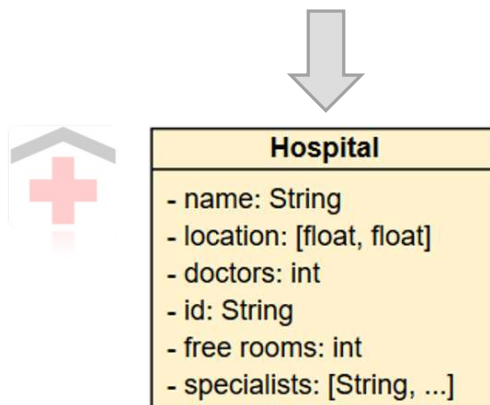 Hospital
- name: String
- location: [float, float]
- doctors: int
- id: String
- free rooms: int
- specialists: [String, ...]